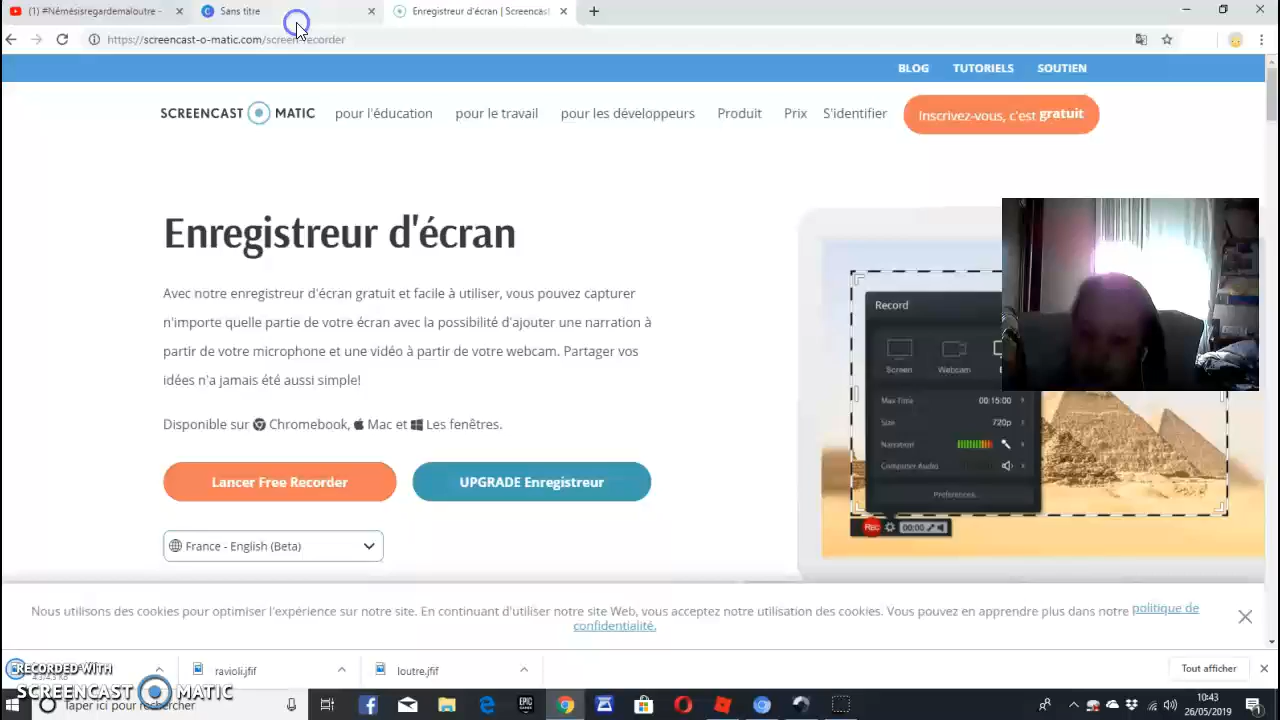 (1) #Némésisregardemaloutre -
Sans titre
Enregistreur d'écran | Screencast
https://screencast-o-matic.com/screen-recorder
BLOG TUTORIELS SOUTIEN
SCREENCAST MATIC pour l'éducation pour le travail pour les développeurs Produit Prix S'identifier Inscrivez-vous, c'est gratuit
Enregistreur d'écran
Avec notre enregistreur d'écran gratuit et facile à utiliser, vous pouvez capturer
n'importe quelle partie de votre écran avec la possibilité d'ajouter une narration à
partir de votre microphone et une vidéo à partir de votre webcam. Partager vos
idées n'a jamais été aussi simple!
Disponible sur Chromebook, Mac et Les fenêtres.
Lancer Free Recorder UPGRADE Enregistreur
France - English (Beta)
Record
Screen Webcam
Max Time 00:15:00
Size 720p
Narration
Computer Audio
Preferences...
Rec 00:00
Nous utilisons des cookies pour optimiser l'expérience sur notre site. En continuant d'utiliser notre site Web, vous acceptez notre utilisation des cookies. Vous pouvez en apprendre plus dans notre politique de
confidentialité.
RECORDED WITH
SCREENCAST MATIC
ravioli.jfif loutre.jfif Tout afficher
Taper ici pour rechercher
EPIC GAMES
10:43
26/05/2019